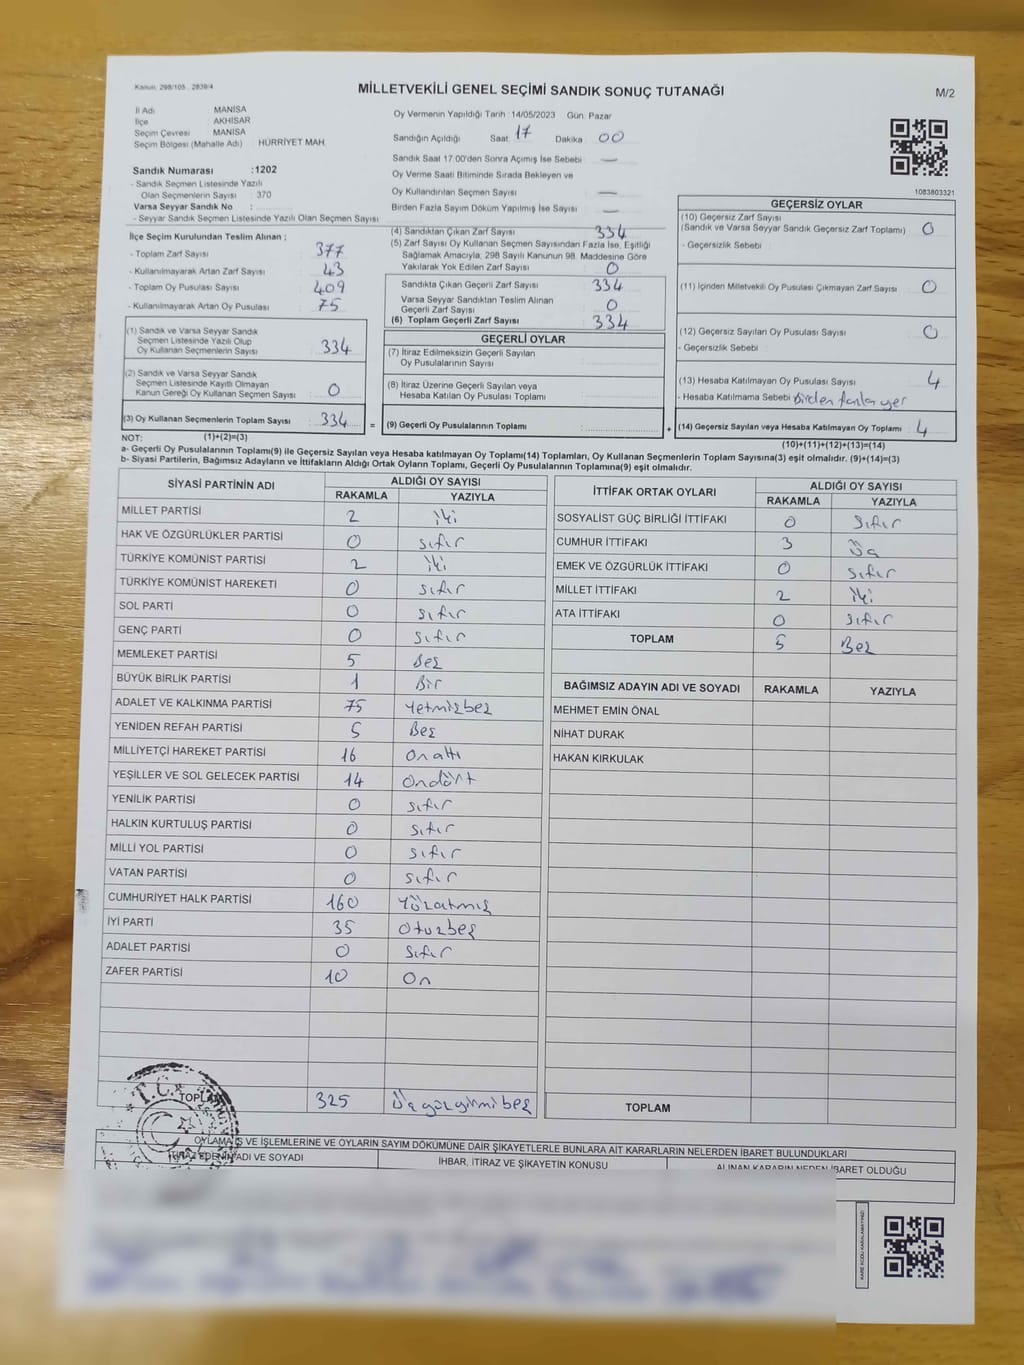 Kanun: 298/105 . 2839/4
MİLLETVEKİLİ GENEL SEÇİMİ SANDIK SONUÇ TUTANAĞI
M/2
İl Adı MANİSA
İlçe AKHİSAR
Seçim Çevresi MANİSA
Seçim Bölgesi (Mahalle Adı) HÜRRİYET MAH.
Oy Vermenin Yapıldığı Tarih : 14/05/2023 Gün: Pazar
Sandığın Açıldığı Saat 17 Dakika 00
Sandık Saat 17.00'den Sonra Açımış İse Sebebi —
Oy Verme Saati Bitiminde Sırada Bekleyen ve
Oy Kullandırılan Seçmen Sayısı —
Birden Fazla Sayım Döküm Yapılmış İse Sayısı —
1083803321
Sandık Numarası :1202
- Sandık Seçmen Listesinde Yazılı
Olan Seçmenlerin Sayısı 370
Varsa Seyyar Sandık No :
- Seyyar Sandık Seçmen Listesinde Yazılı Olan Seçmen Sayısı
İlçe Seçim Kurulundan Teslim Alınan ;
- Toplam Zarf Sayısı 377
- Kullanılmayarak Artan Zarf Sayısı 43
- Toplam Oy Pusulası Sayısı 409
- Kullanılmayarak Artan Oy Pusulası 75
(4) Sandıktan Çıkan Zarf Sayısı 334
(5) Zarf Sayısı Oy Kullanan Seçmen Sayısından Fazla İse, Eşitliği
Sağlamak Amacıyla, 298 Sayılı Kanunun 98. Maddesine Göre
Yakılarak Yok Edilen Zarf Sayısı 0
Sandıkta Çıkan Geçerli Zarf Sayısı 334
Varsa Seyyar Sandıktan Teslim Alınan
Geçerli Zarf Sayısı 0
(6) Toplam Geçerli Zarf Sayısı 334
GEÇERSİZ OYLAR
(10) Geçersiz Zarf Sayısı
(Sandık ve Varsa Seyyar Sandık Geçersiz Zarf Toplamı) 0
- Geçersizlik Sebebi
(11) İçinden Milletvekili Oy Pusulası Çıkmayan Zarf Sayısı 0
(12) Geçersiz Sayılan Oy Pusulası Sayısı 0
- Geçersizlik Sebebi :
(13) Hesaba Katılmayan Oy Pusulası Sayısı 4
- Hesaba Katılmama Sebebi Birden fazla yer
(14) Geçersiz Sayılan veya Hesaba Katılmayan Oy Toplamı 4
(10)+(11)+(12)+(13)=(14)
(1) Sandık ve Varsa Seyyar Sandık
Seçmen Listesinde Yazılı Olup
Oy Kullanan Seçmenlerin Sayısı 334
(2) Sandık ve Varsa Seyyar Sandık
Seçmen Listesinde Kayıtlı Olmayan
Kanun Gereği Oy Kullanan Seçmen Sayısı 0
(3) Oy Kullanan Seçmenlerin Toplam Sayısı 334
GEÇERLİ OYLAR
(7) İtiraz Edilmeksizin Geçerli Sayılan
Oy Pusulalarının Sayısı :
(8) İtiraz Üzerine Geçerli Sayılan veya
Hesaba Katılan Oy Pusulası Toplamı :
= (9) Geçerli Oy Pusulalarının Toplamı : +
NOT: (1)+(2)=(3)
a- Geçerli Oy Pusulalarının Toplamı(9) ile Geçersiz Sayılan veya Hesaba katılmayan Oy Toplamı(14) Toplamları, Oy Kullanan Seçmenlerin Toplam Sayısına(3) eşit olmalıdır. (9)+(14)=(3)
b- Siyasi Partilerin, Bağımsız Adayların ve İttifakların Aldığı Ortak Oyların Toplamı, Geçerli Oy Pusulalarının Toplamına(9) eşit olmalıdır.
SİYASİ PARTİNİN ADI ALDIĞI OY SAYISI
RAKAMLA YAZIYLA
MİLLET PARTİSİ 2 iki
HAK VE ÖZGÜRLÜKLER PARTİSİ 0 sıfır
TÜRKİYE KOMÜNİST PARTİSİ 2 iki
TÜRKİYE KOMÜNİST HAREKETİ 0 sıfır
SOL PARTİ 0 sıfır
GENÇ PARTİ 0 sıfır
MEMLEKET PARTİSİ 5 Beş
BÜYÜK BİRLİK PARTİSİ 1 Bir
ADALET VE KALKINMA PARTİSİ 75 Yetmişbeş
YENİDEN REFAH PARTİSİ 5 Beş
MİLLİYETÇİ HAREKET PARTİSİ 16 Onaltı
YEŞİLLER VE SOL GELECEK PARTİSİ 14 Ondört
YENİLİK PARTİSİ 0 sıfır
HALKIN KURTULUŞ PARTİSİ 0 sıfır
MİLLİ YOL PARTİSİ 0 sıfır
VATAN PARTİSİ 0 sıfır
CUMHURİYET HALK PARTİSİ 160 Yüzatmış
İYİ PARTİ 35 Otuzbeş
ADALET PARTİSİ 0 Sıfır
ZAFER PARTİSİ 10 On
TOPLAM 325 Üçyüzyirmibeş
İTTİFAK ORTAK OYLARI ALDIĞI OY SAYISI
RAKAMLA YAZIYLA
SOSYALİST GÜÇ BİRLİĞİ İTTİFAKI 0 Sıfır
CUMHUR İTTİFAKI 3 Üç
EMEK VE ÖZGÜRLÜK İTTİFAKI 0 sıfır
MİLLET İTTİFAKI 2 iki
ATA İTTİFAKI 0 sıfır
TOPLAM 5 Beş
BAĞIMSIZ ADAYIN ADI VE SOYADI RAKAMLA YAZIYLA
MEHMET EMİN ÖNAL
NİHAT DURAK
HAKAN KIRKULAK
TOPLAM
T.C.
OYLAMA İŞ VE İŞLEMLERİNE VE OYLARIN SAYIM DÖKÜMÜNE DAİR ŞİKAYETLERLE BUNLARA AİT KARARLARIN NELERDEN İBARET BULUNDUKLARI
İTİRAZ EDENİN ADI VE SOYADI İHBAR, İTİRAZ VE ŞİKAYETİN KONUSU ALINAN KARARIN NEDEN İBARET OLDUĞU
KARE KODU KARALAMAYINIZ!